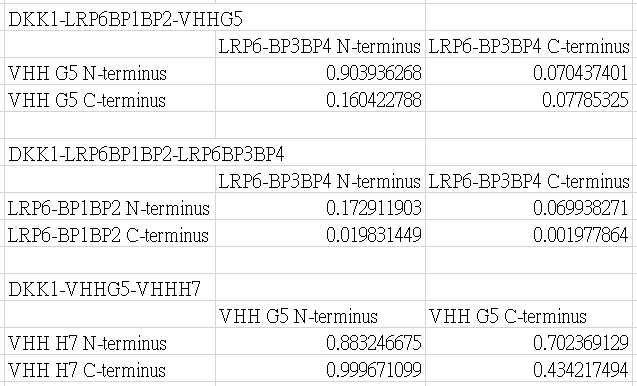 DKK1-LRP6BP1BP2-VHHG5
LRP6-BP3BP4 N-terminus LRP6-BP3BP4 C-terminus
VHH G5 N-terminus 0.903936268 0.070437401
VHH G5 C-terminus 0.160422788 0.07785325
DKK1-LRP6BP1BP2-LRP6BP3BP4
LRP6-BP3BP4 N-terminus LRP6-BP3BP4 C-terminus
LRP6-BP1BP2 N-terminus 0.172911903 0.069938271
LRP6-BP1BP2 C-terminus 0.019831449 0.001977864
DKK1-VHHG5-VHHH7
VHH G5 N-terminus VHH G5 C-terminus
VHH H7 N-terminus 0.883246675 0.702369129
VHH H7 C-terminus 0.999671099 0.434217494